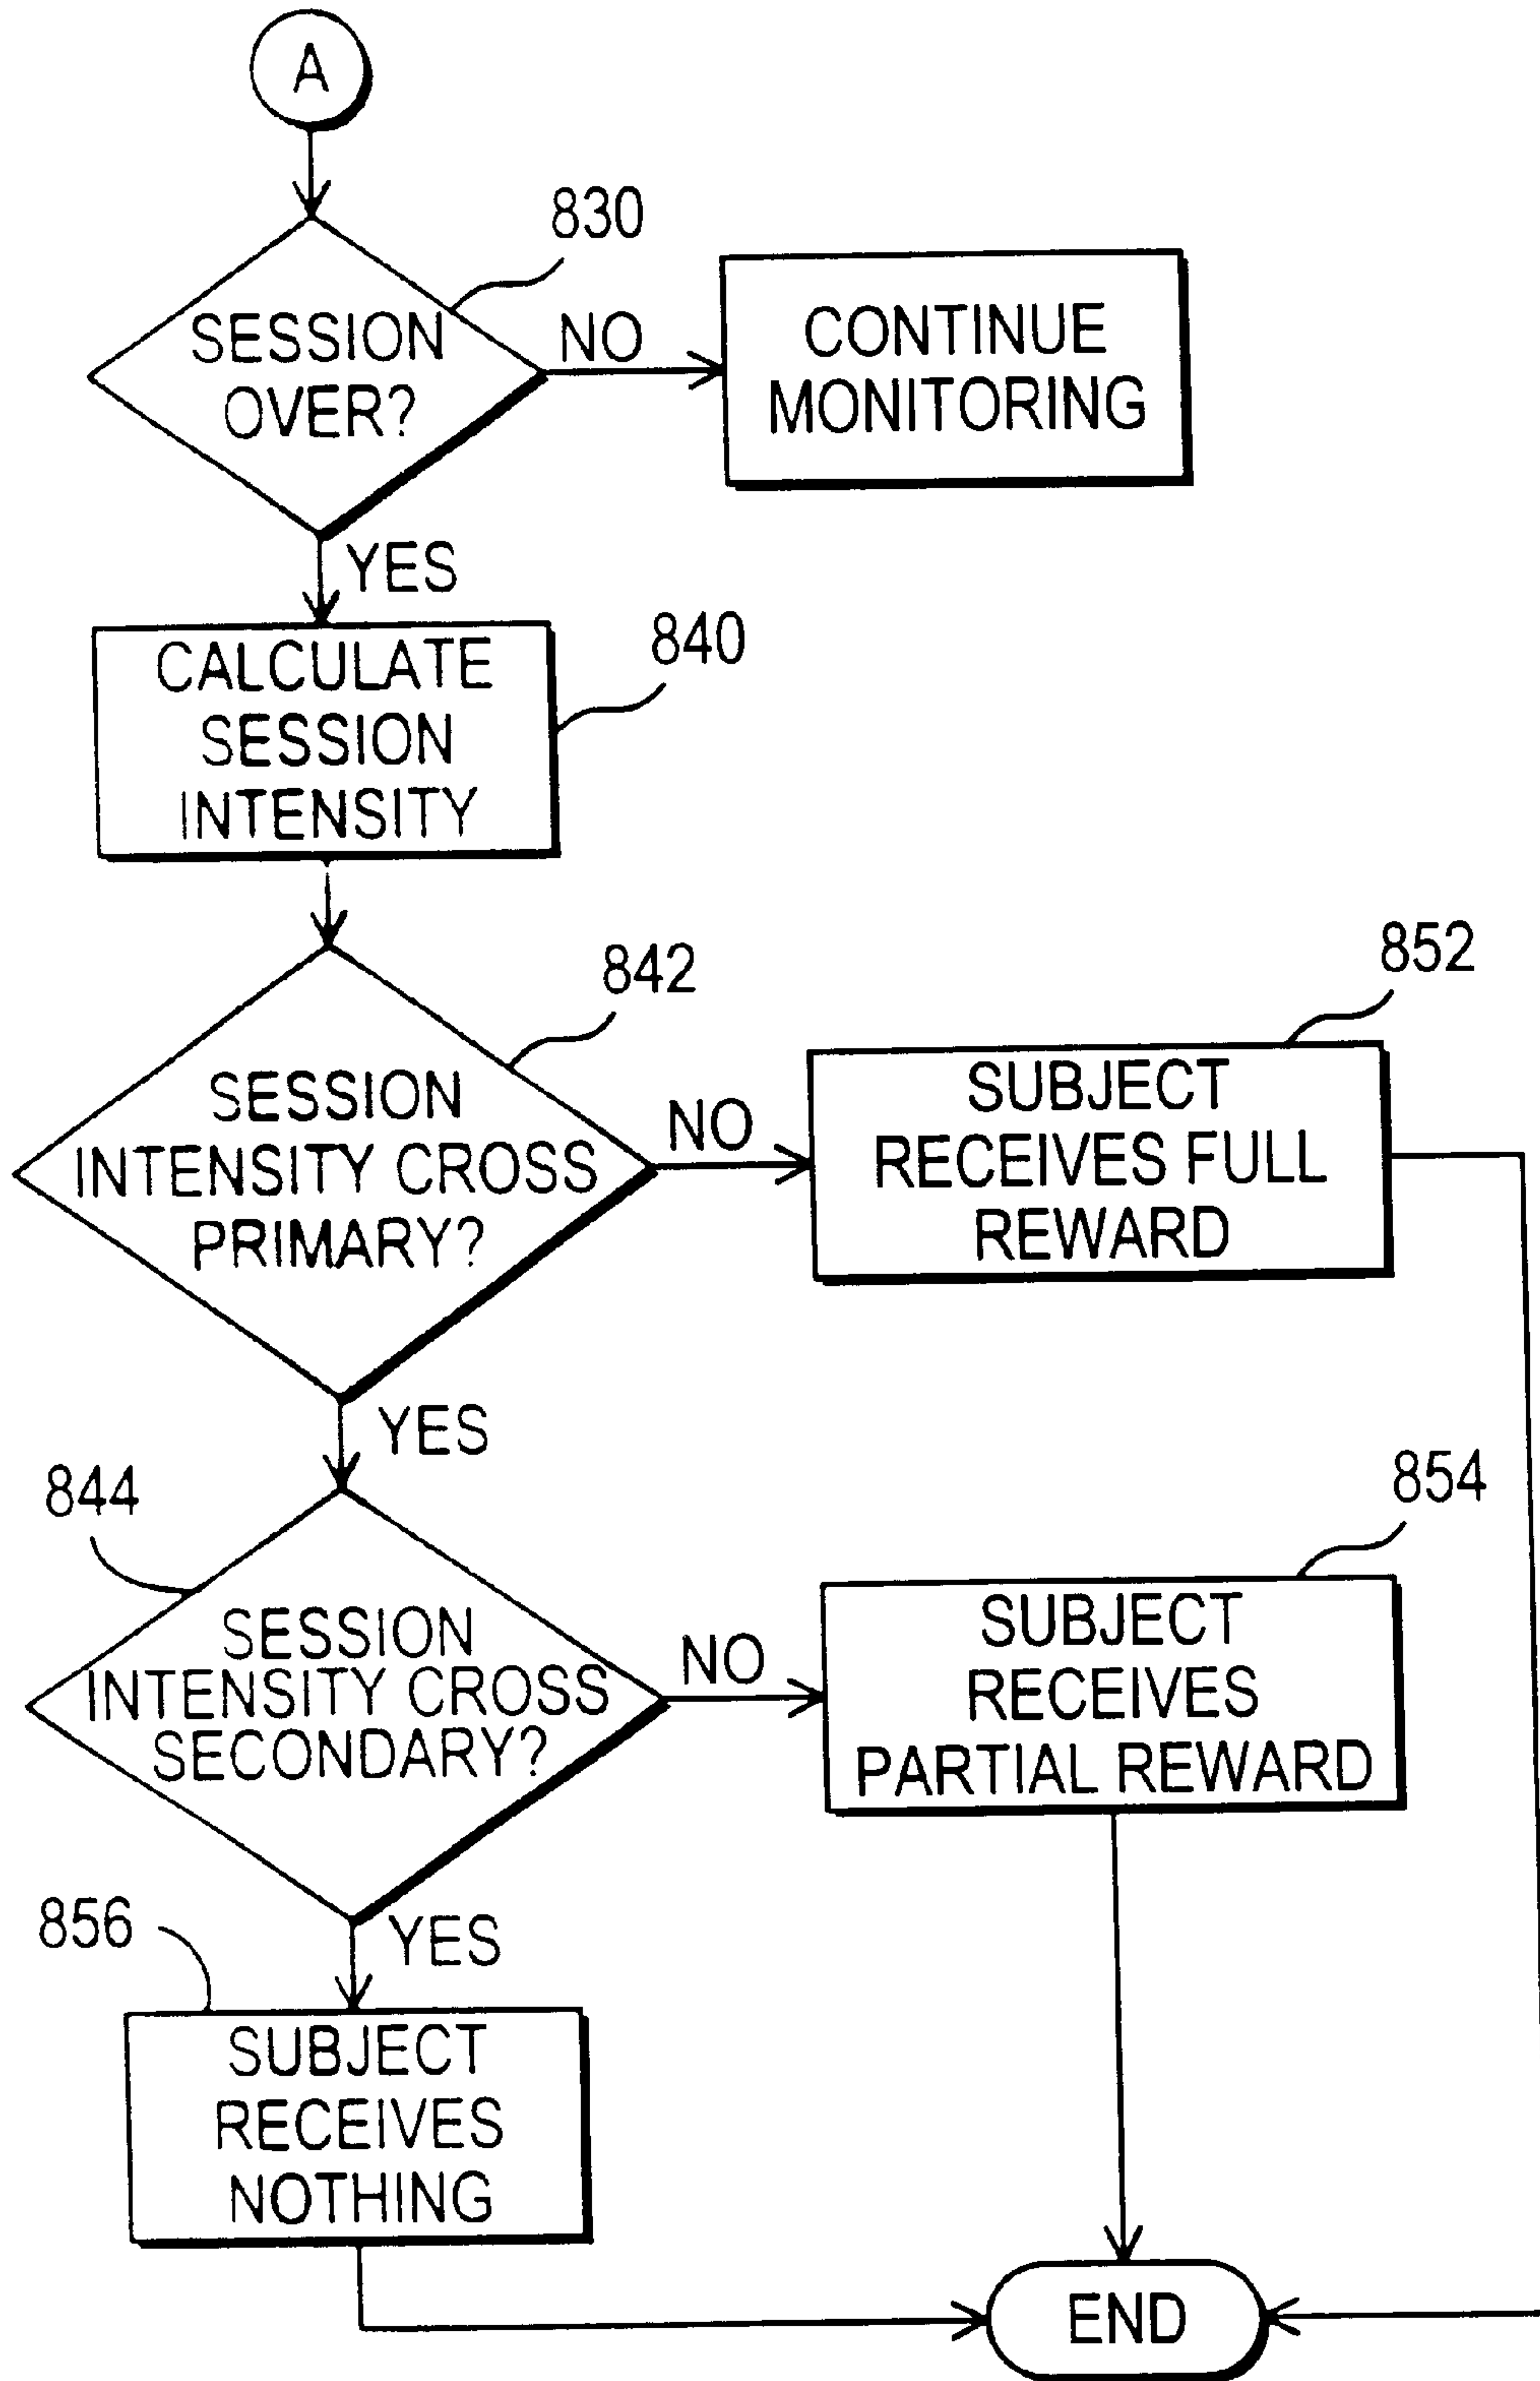 A
830
SESSION
OVER?
NO
CONTINUE
MONITORING
YES
840
CALCULATE
SESSION
INTENSITY
842
852
SESSION
INTENSITY CROSS
PRIMARY?
NO
SUBJECT
RECEIVES FULL
REWARD
YES
844
854
SESSION
INTENSITY CROSS
SECONDARY?
NO
SUBJECT
RECEIVES
PARTIAL REWARD
856
YES
SUBJECT
RECEIVES
NOTHING
END